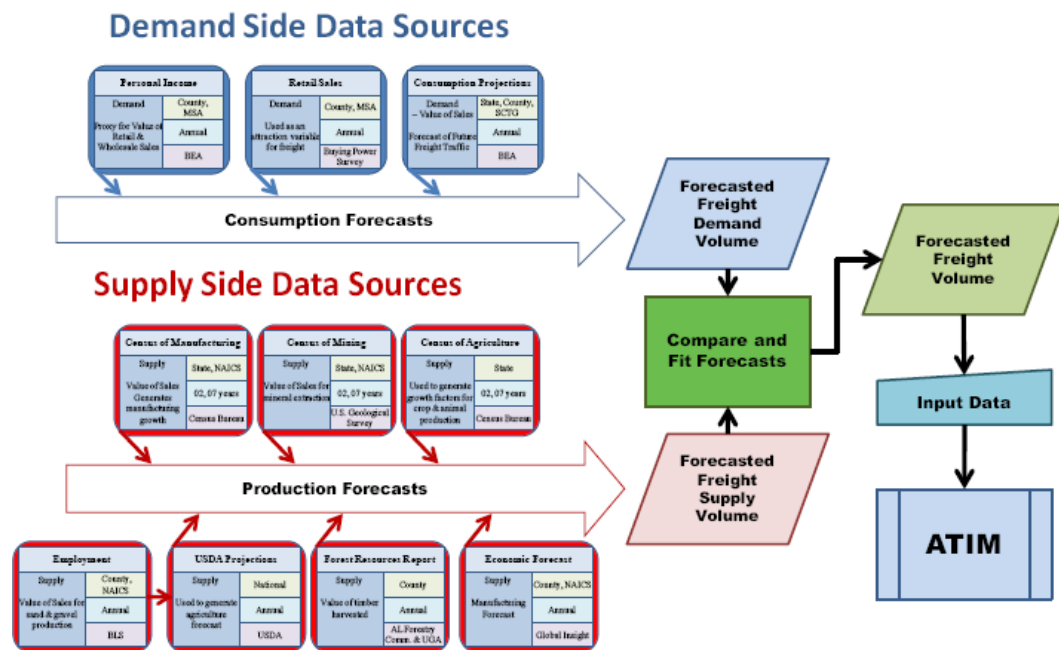 Demand Side Data Sources
Personal Income
Demand
Proxy for Value of
Retail &
Wholesale Sales
County,
MSA
Annual
BEA
Retail Sales
Demand
Used as an
attraction variable
for freight
County, MSA
Annual
Buying Power
Survey
Consumption Projections
Demand
– Value of Sales
Forecast of Future
Freight Traffic
State, County,
SCTG
Annual
BEA
Consumption Forecasts
Forecasted
Freight
Demand
Volume
Forecasted
Freight
Volume
Supply Side Data Sources
Census of Manufacturing
Supply
Value of Sales
Generates
manufacturing
growth
State, NAICS
02, 07 years
Census Bureau
Census of Mining
Supply
Value of Sales for
mineral extraction
State, NAICS
02, 07 years
U.S. Geological
Survey
Census of Agriculture
Supply
Used to generate
growth factors for
crop & animal
production
State
02, 07 years
Census Bureau
Compare and
Fit Forecasts
Input Data
Production Forecasts
Forecasted
Freight
Supply
Volume
ATIM
Employment
Supply
Value of Sales for
sand & gravel
production
County,
NAICS
Annual
BLS
USDA Projections
Supply
Used to generate
agriculture
forecast
National
Annual
USDA
Forest Resources Report
Supply
Value of timber
harvested
County
Annual
AL Forestry
Comm. & UGA
Economic Forecast
Supply
Manufacturing
Forecast
County, NAICS
Annual
Global Insight